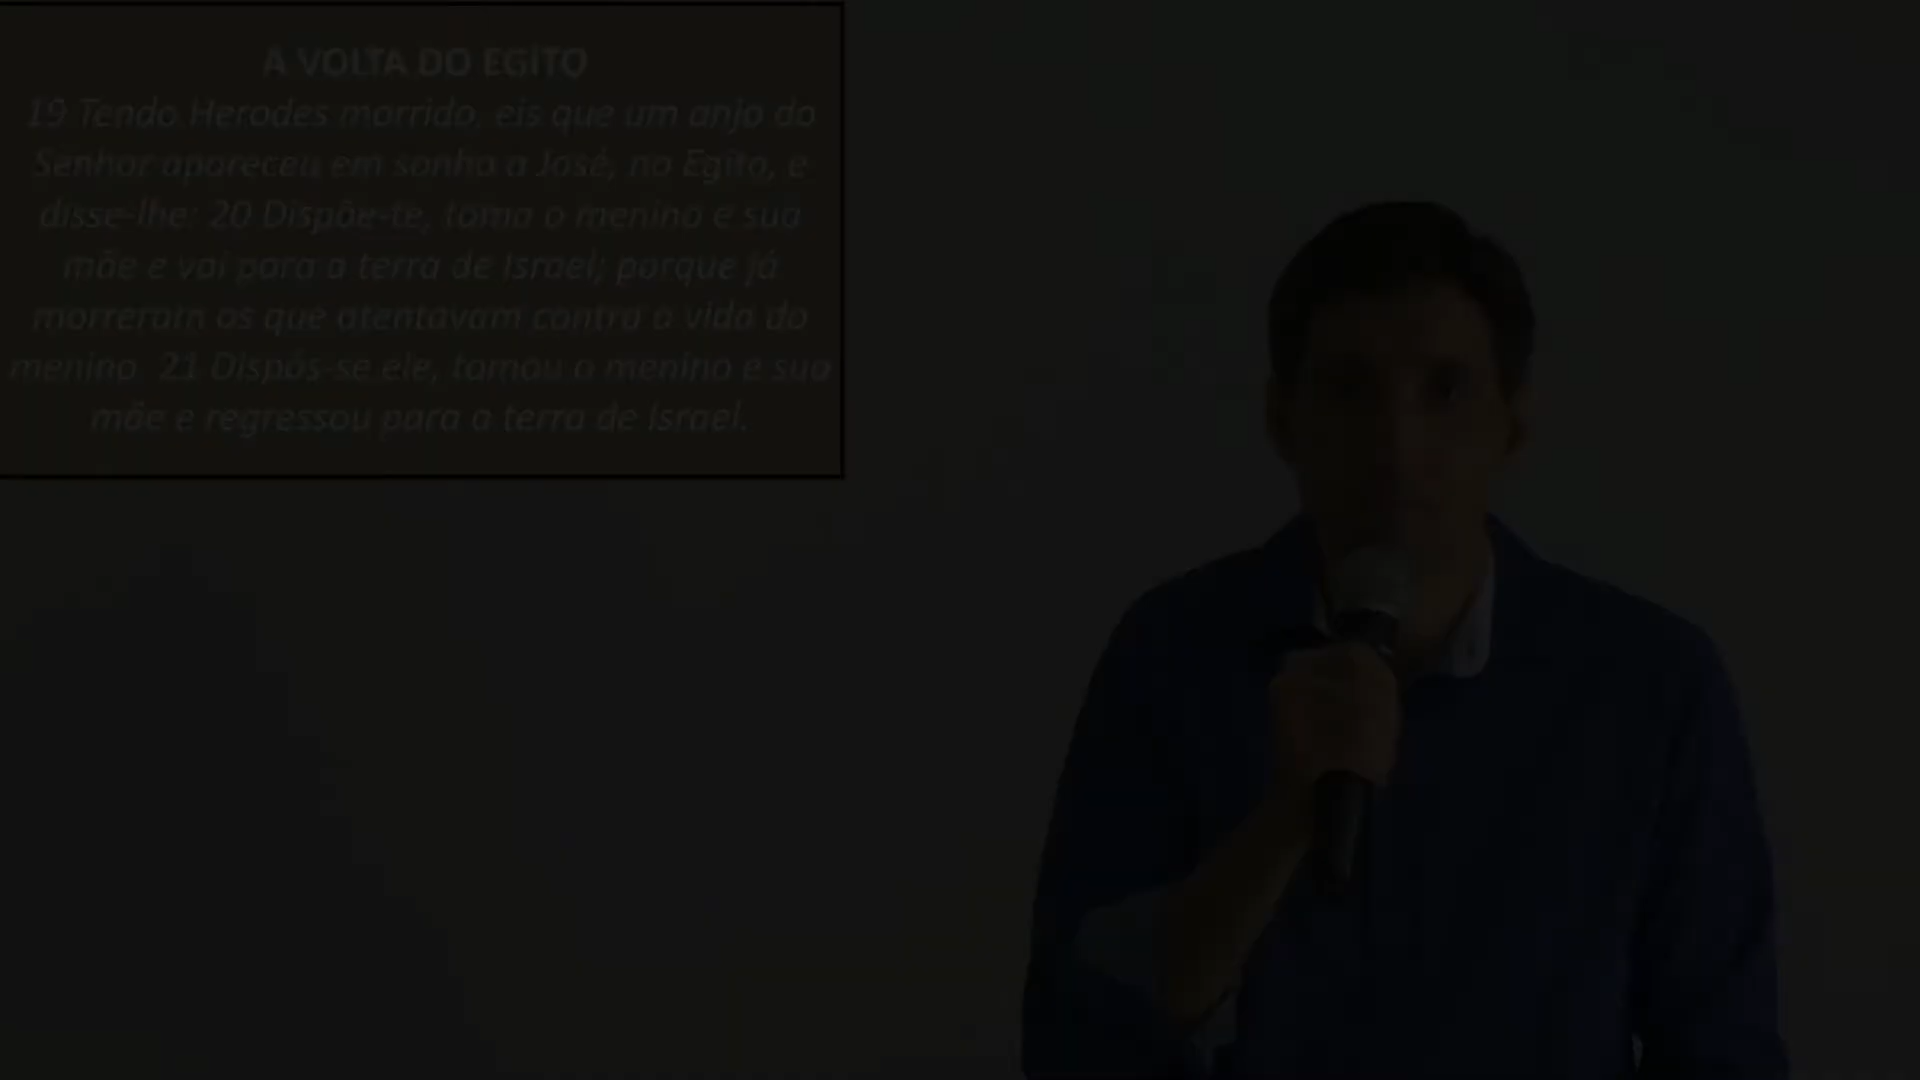 A VOLTA DO EGITO
19 Tendo Herodes morrido, eis que um anjo do
Senhor apareceu em sonho a José, no Egito, e
disse-lhe: 20 Dispõe-te, toma o menino e sua
mãe e vai para a terra de Israel; porque já
morreram os que atentavam contra a vida do
menino. 21 Dispôs-se ele, tomou o menino e sua
mãe e regressou para a terra de Israel.